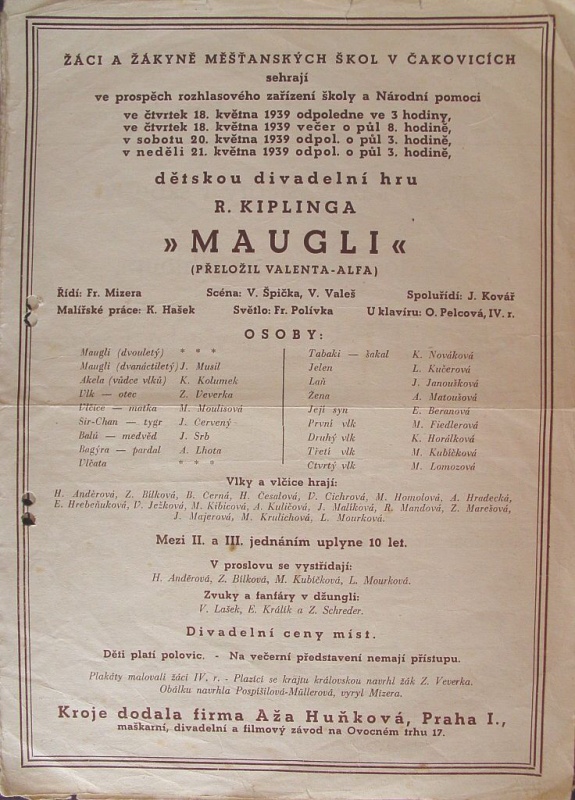 ŽÁCI A ŽÁKYNĚ MĚŠŤANSKÝCH ŠKOL V ČAKOVICÍCH
sehrají
ve prospěch rozhlasového zařízení školy a Národní pomoci
ve čtvrtek 18. května 1939 odpoledne ve 3 hodiny,
ve čtvrtek 18. května 1939 večer o půl 8. hodině,
v sobotu 20. května 1939 odpol. o půl 3. hodině,
v neděli 21. května 1939 odpol. o půl 3. hodině,
dětskou divadelní hru
R. KIPLINGA
» MAUGLI «
(PŘELOŽIL VALENTA-ALFA)
Řídí: Fr. Mizera Scéna: V. Špička, V. Valeš Spoluřídí: J. Kovář
Malířské práce: K. Hašek Světlo: Fr. Polívka U klavíru: O. Pelcová, IV. r.
OSOBY:
Maugli (dvouletý) * * *
Maugli (dvanáctiletý) J. Musil
Akela (vůdce vlků) K. Kolumek
Vlk — otec Z. Veverka
Vlčice — matka M. Moulisová
Šir-Chan — tygr J. Červený
Balú — medvěd J. Srb
Bagýra — pardal A. Lhota
Vlčata * * *
Tabaki — šakal K. Nováková
Jelen L. Kučerová
Laň J. Janoušková
Žena A. Matoušová
Její syn E. Beranová
První vlk M. Fiedlerová
Druhý vlk K. Horálková
Třetí vlk M. Kubíčková
Čtvrtý vlk M. Lomozová
Vlky a vlčice hrají:
H. Anděrová, Z. Bílková, B. Černá, H. Česalová, V. Cichrová, M. Homolová, A. Hradecká,
E. Hrebeňuková, V. Ježková, M. Kibicová, A. Kuličová, J. Malíková, R. Mandová, Z. Marešová,
J. Majerová, M. Krulichová, L. Mourková.
Mezi II. a III. jednáním uplyne 10 let.
V proslovu se vystřídají:
H. Anděrová, Z. Bílková, M. Kubíčková, L. Mourková.
Zvuky a fanfáry v džungli:
V. Lašek, E. Králík a Z. Schreder.
Divadelní ceny míst.
Děti platí polovic. - Na večerní představení nemají přístupu.
Plakáty malovali žáci IV. r. - Plazící se krajtu královskou navrhl žák Z. Veverka.
Obálku navrhla Pospíšilová-Müllerová, vyryl Mizera.
Kroje dodala firma Aža Huňková, Praha I.,
maškarní, divadelní a filmový závod na Ovocném trhu 17.